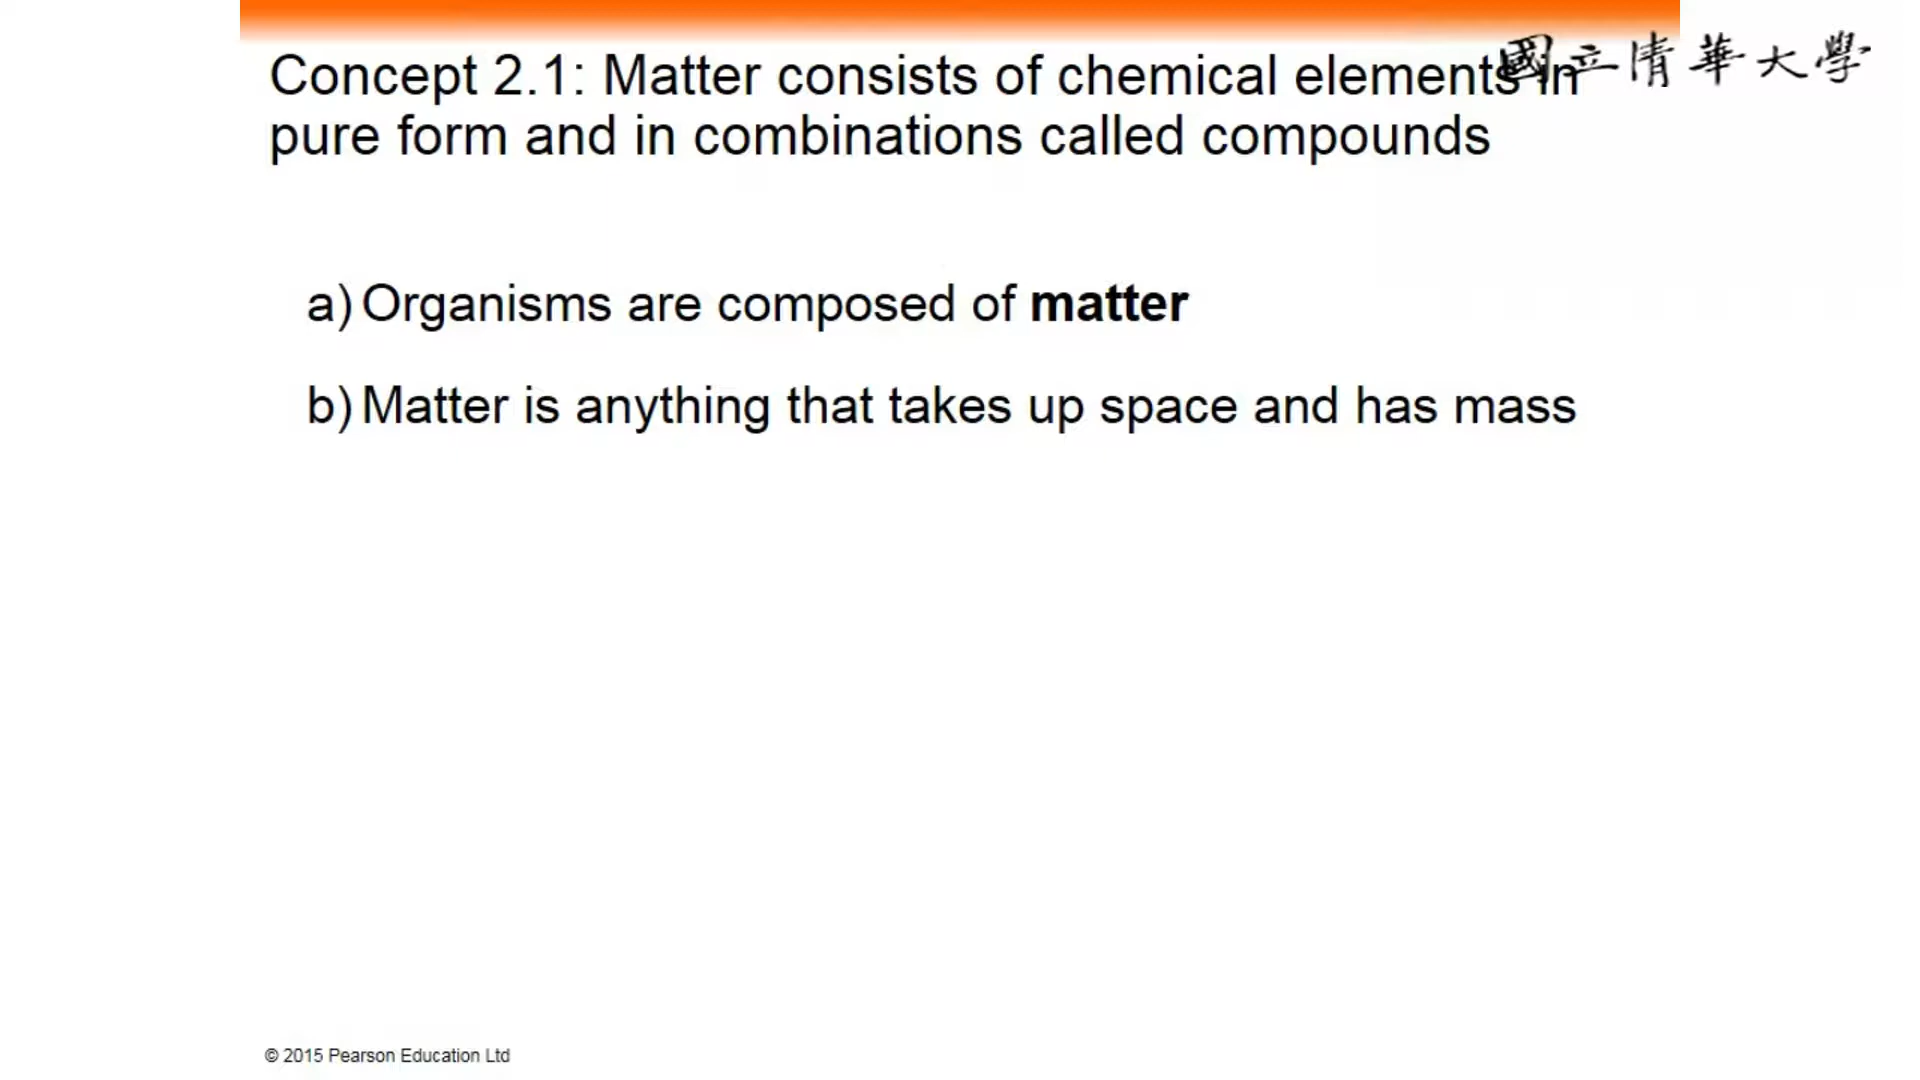 Concept 2.1: Matter consists of chemical elements in
國立清華大學
pure form and in combinations called compounds
a) Organisms are composed of matter
b) Matter is anything that takes up space and has mass
© 2015 Pearson Education Ltd